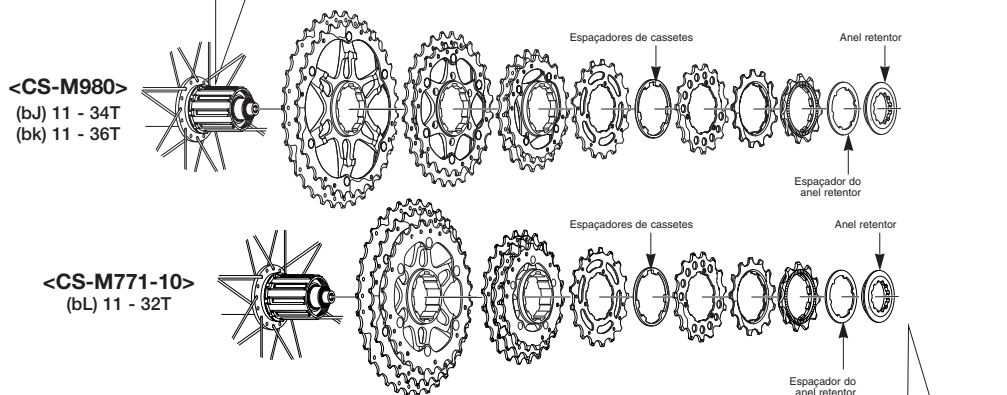 Espaçadores de cassetes
Anel retentor
<CS-M980>
(bJ) 11 - 34T
(bk) 11 - 36T
Espaçador do
anel retentor
Espaçadores de cassetes
Anel retentor
<CS-M771-10>
(bL) 11 - 32T
Espaçador do
anel retentor